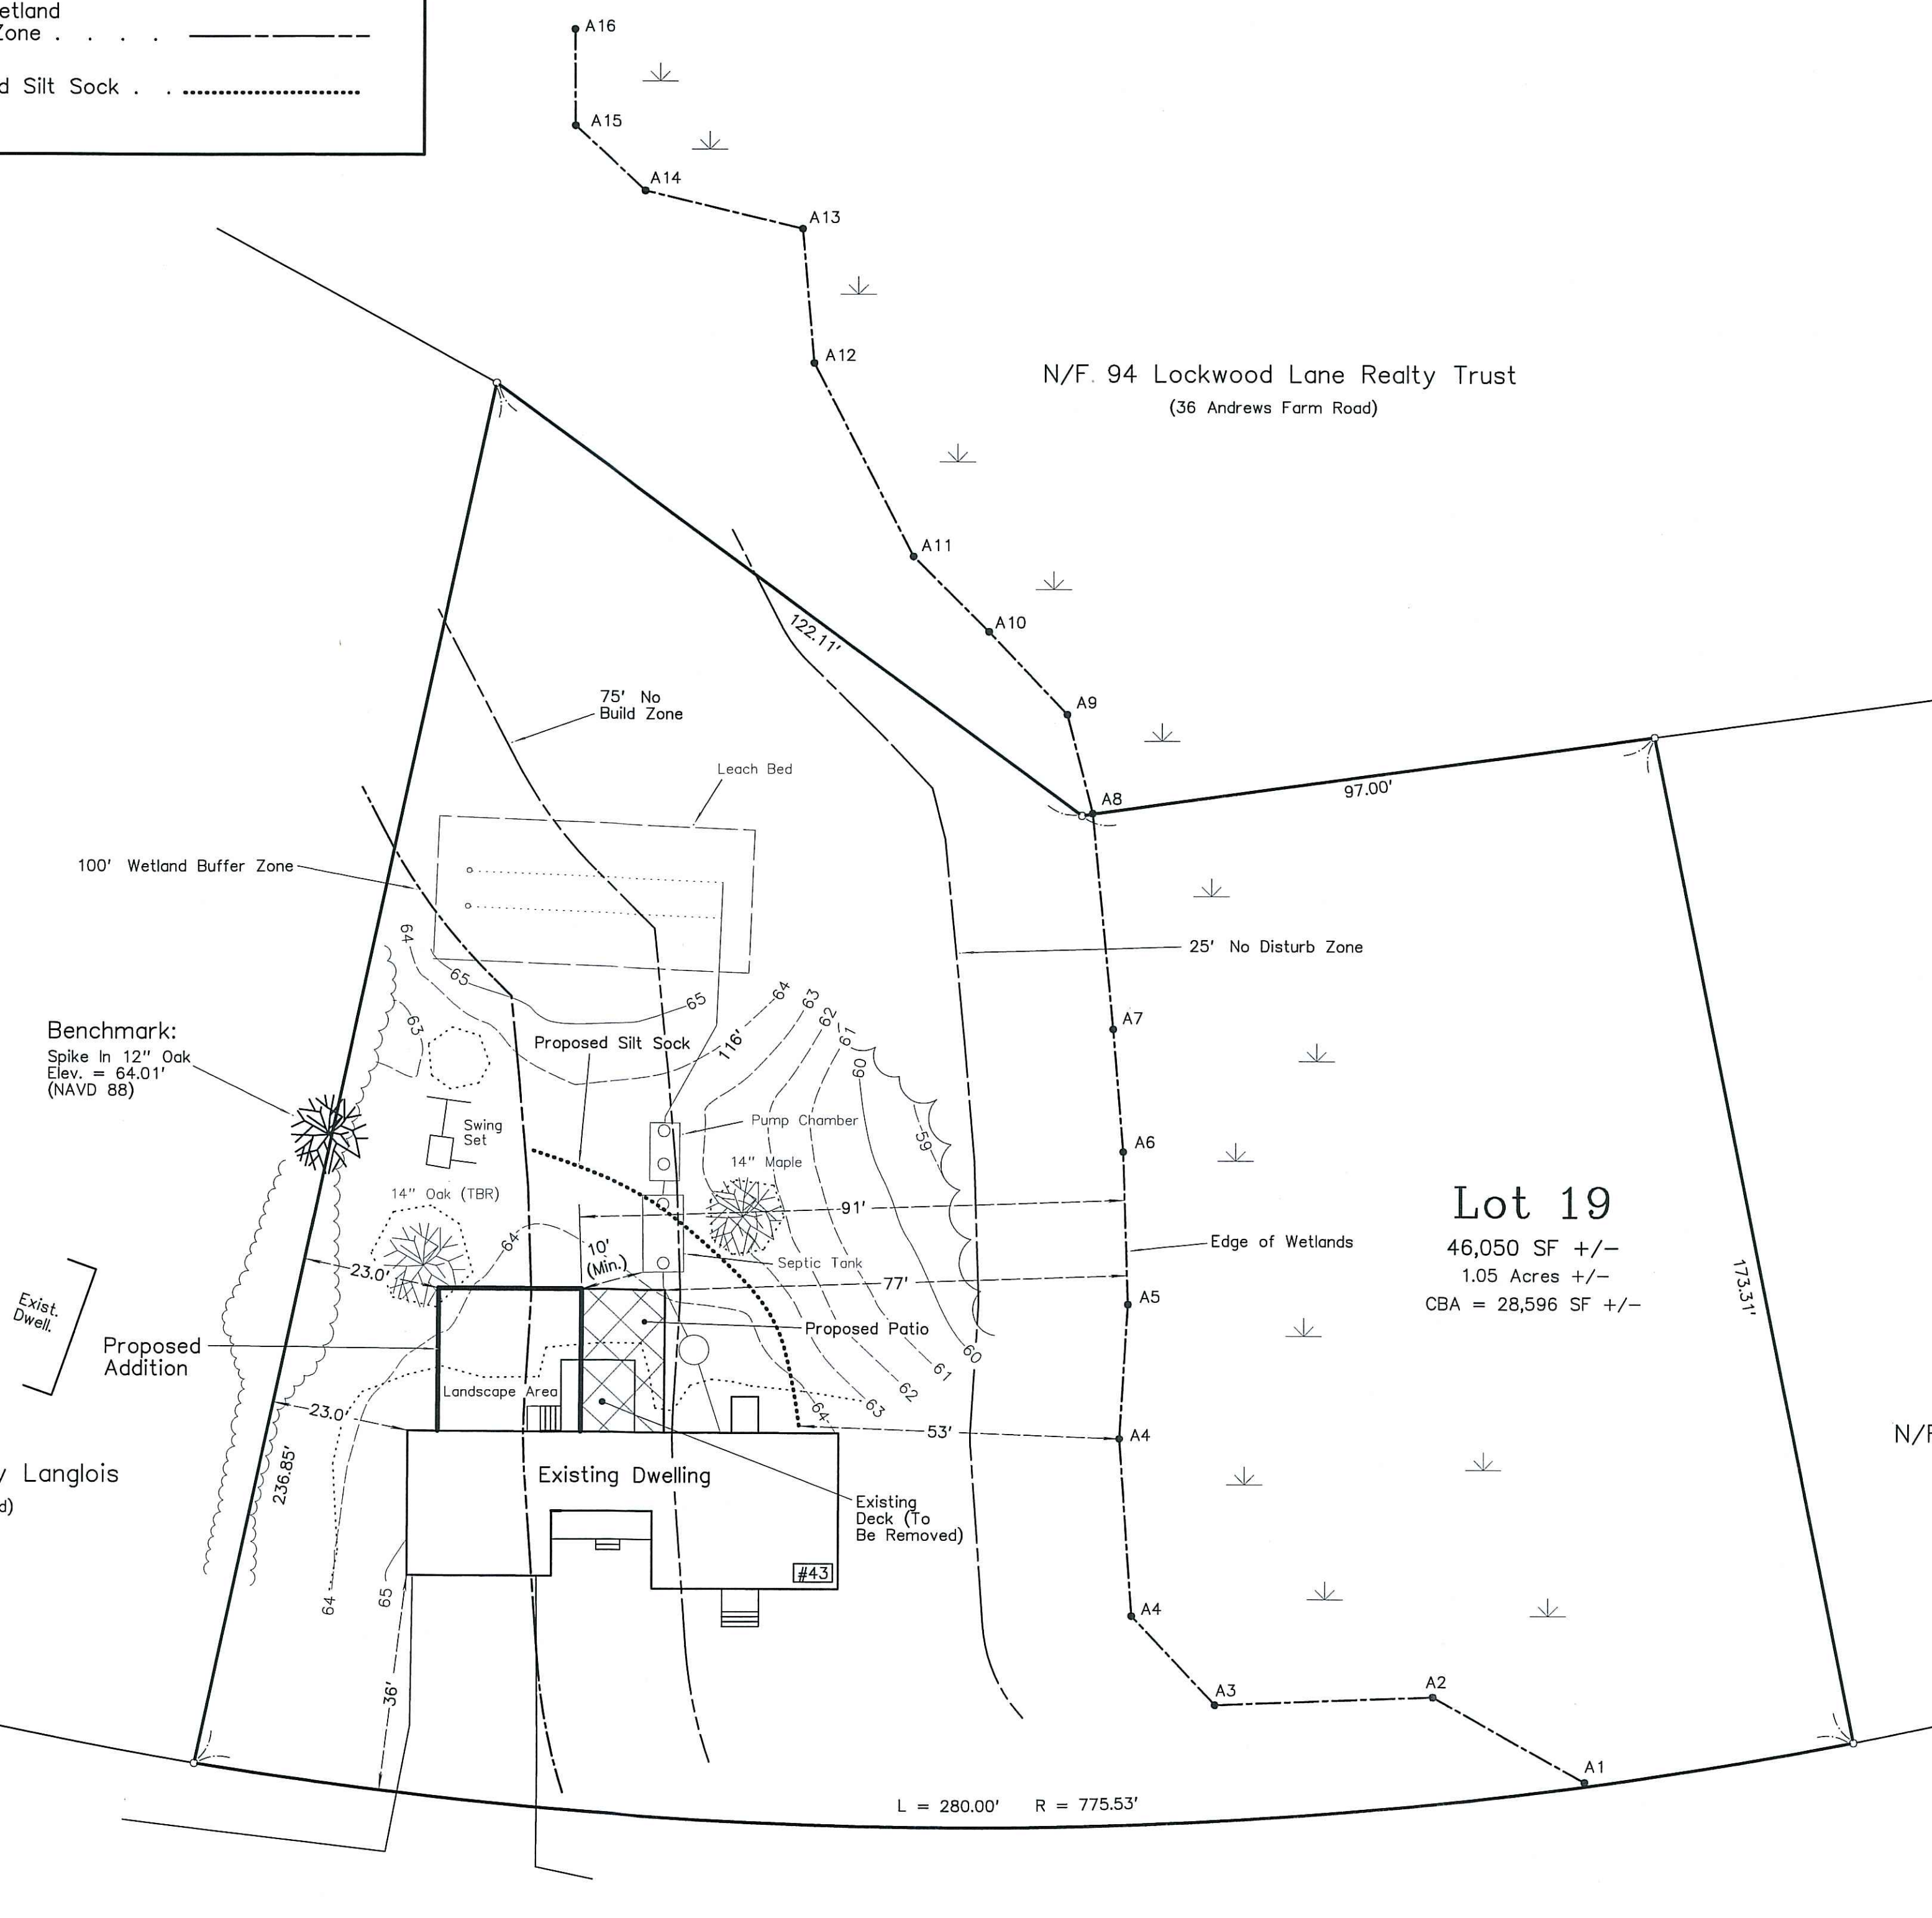 etland
Zone . . . .
d Silt Sock . .
A16
A15
A14
A13
A12
N/F. 94 Lockwood Lane Realty Trust
(36 Andrews Farm Road)
A11
A10
122.11'
75' No
Build Zone
A9
Leach Bed
A8
97.00'
100' Wetland Buffer Zone
64
25' No Disturb Zone
65
65
64
63
62
61
60
59
63
116'
Benchmark:
Spike In 12" Oak
Elev. = 64.01'
(NAVD 88)
Proposed Silt Sock
A7
Swing
Set
Pump Chamber
A6
14" Maple
14" Oak (TBR)
91'
Lot 19
46,050 SF +/-
1.05 Acres +/-
CBA = 28,596 SF +/-
64
10'
(Min.)
Edge of Wetlands
Septic Tank
23.0'
77'
173.31'
A5
Exist.
Dwell.
Proposed
Addition
Proposed Patio
60
61
62
63
64
Landscape Area
23.0'
53'
A4
N/F
236.85'
y Langlois
d)
Existing Dwelling
Existing
Deck (To
Be Removed)
#43
64
65
A4
36'
A3
A2
A1
L = 280.00' R = 775.53'